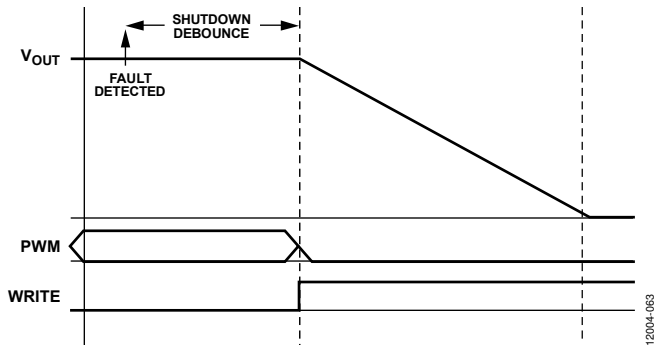 SHUTDOWN
DEBOUNCE
VOUT
FAULT
DETECTED
PWM
WRITE
12004-063